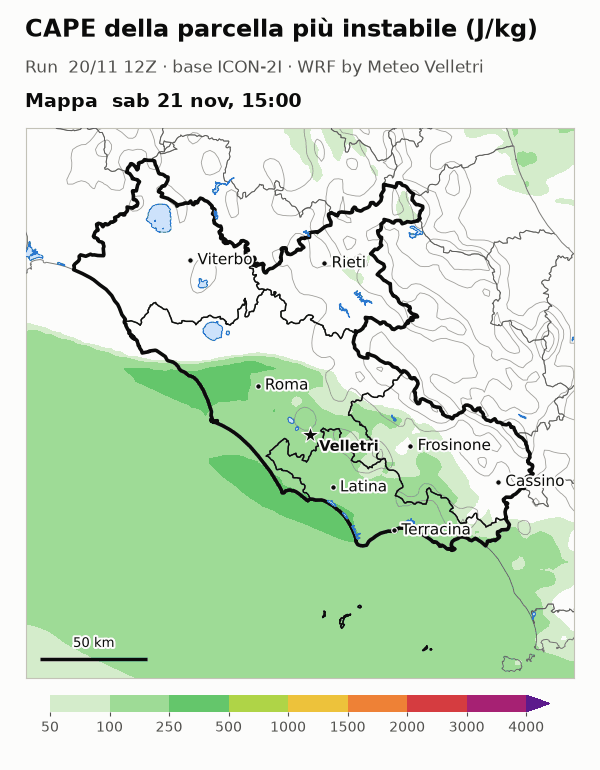 CAPE della parcella più instabile (J/kg)
Run  20/11 12Z · base ICON-2I · WRF by Meteo Velletri
Mappa  sab 21 nov, 15:00
Viterbo
Rieti
Roma
Velletri
Frosinone
Cassino
Latina
Terracina
50 km
50 100 250 500 1000 1500 2000 3000 4000